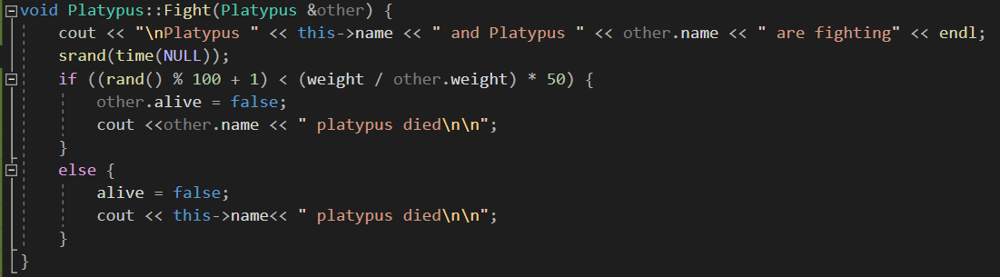 void Platypus::Fight(Platypus &other) {
cout << "\nPlatypus " << this->name << " and Platypus " << other.name << " are fighting" << endl;
srand(time(NULL));
if ((rand() % 100 + 1) < (weight / other.weight) * 50) {
other.alive = false;
cout <<other.name << " platypus died\n\n";
}
else {
alive = false;
cout << this->name<< " platypus died\n\n";
}
}